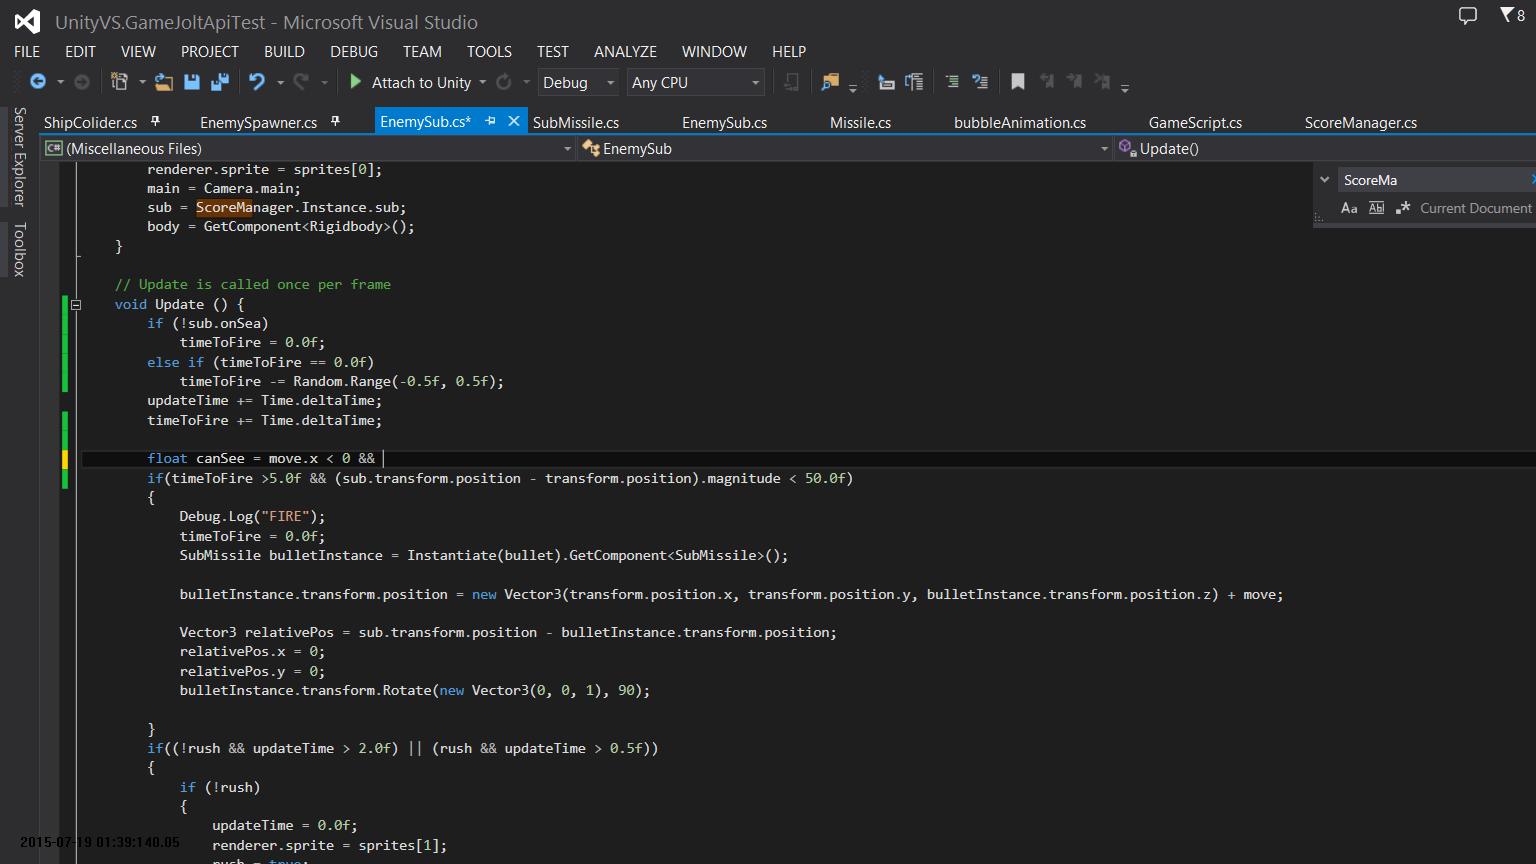 UnityVS.GameJoltApiTest - Microsoft Visual Studio
8
FILE EDIT VIEW PROJECT BUILD DEBUG TEAM TOOLS TEST ANALYZE WINDOW HELP
Attach to Unity Debug Any CPU
Server Explorer
Toolbox
ShipColider.cs EnemySpawner.cs EnemySub.cs* SubMissile.cs EnemySub.cs Missile.cs bubbleAnimation.cs GameScript.cs ScoreManager.cs
C# (Miscellaneous Files) EnemySub Update()
ScoreMa
Aa Abl .* Current Document
renderer.sprite = sprites[0];
main = Camera.main;
sub = ScoreManager.Instance.sub;
body = GetComponent<Rigidbody>();
}
// Update is called once per frame
void Update () {
if (!sub.onSea)
timeToFire = 0.0f;
else if (timeToFire == 0.0f)
timeToFire -= Random.Range(-0.5f, 0.5f);
updateTime += Time.deltaTime;
timeToFire += Time.deltaTime;
float canSee = move.x < 0 &&
if(timeToFire >5.0f && (sub.transform.position - transform.position).magnitude < 50.0f)
{
Debug.Log("FIRE");
timeToFire = 0.0f;
SubMissile bulletInstance = Instantiate(bullet).GetComponent<SubMissile>();
bulletInstance.transform.position = new Vector3(transform.position.x, transform.position.y, bulletInstance.transform.position.z) + move;
Vector3 relativePos = sub.transform.position - bulletInstance.transform.position;
relativePos.x = 0;
relativePos.y = 0;
bulletInstance.transform.Rotate(new Vector3(0, 0, 1), 90);
}
if((!rush && updateTime > 2.0f) || (rush && updateTime > 0.5f))
{
if (!rush)
{
updateTime = 0.0f;
renderer.sprite = sprites[1];
rush = true;
2015-07-19 01:39:140.05